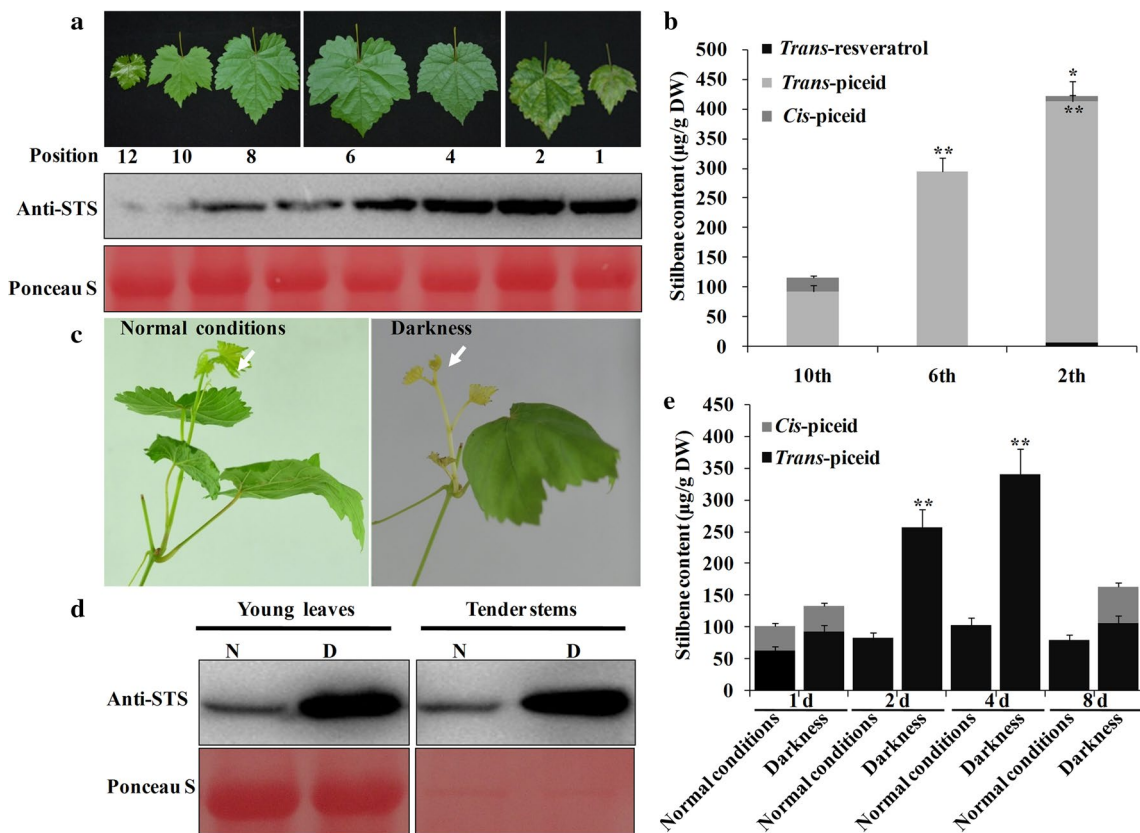 a
Position 12 10 8 6 4 2 1
Anti-STS
Ponceau S
b
Stilbene content (µg/g DW)
500
450
400
350
300
250
200
150
100
50
0
Trans-resveratrol
Trans-piceid
Cis-piceid
**
*
**
10th 6th 2th
c
Normal conditions
Darkness
d
Young leaves Tender stems
N D N D
Anti-STS
Ponceau S
e
Stilbene content (µg/g DW)
450
400
350
300
250
200
150
100
50
0
Cis-piceid
Trans-piceid
**
**
1 d 2 d 4 d 8 d
Normal conditions
Darkness
Normal conditions
Darkness
Normal conditions
Darkness
Normal conditions
Darkness